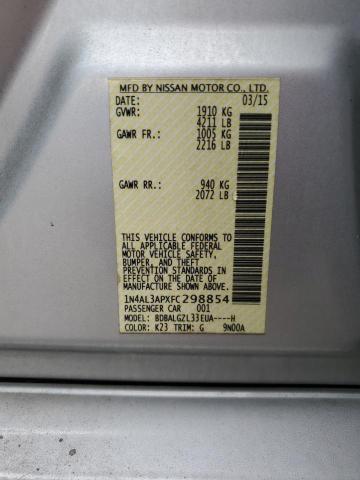 MFD BY NISSAN MOTOR CO., LTD.
DATE: 03/15
GVWR: 1910 KG
4211 LB
GAWR FR: 1005 KG
2216 LB
GAWR RR: 940 KG
2072 LB
THIS VEHICLE CONFORMS TO
ALL APPLICABLE FEDERAL
MOTOR VEHICLE SAFETY,
BUMPER, AND THEFT
PREVENTION STANDARDS
IN EFFECT ON THE DATE OF
MANUFACTURE SHOWN ABOVE.
1N4AL3APXFC298854
PASSENGER CAR 001
MODEL: BDBALGZL33EUA----H
COLOR: K23 TRIM: G 9N00A